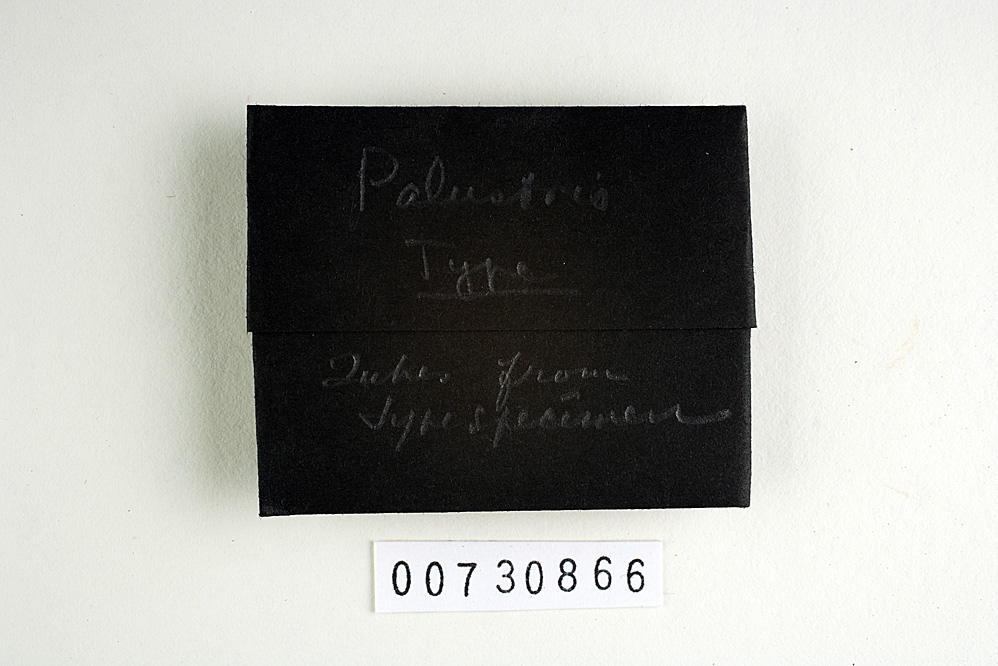 Palustris
Type
Tubes from
type specimen
00730866